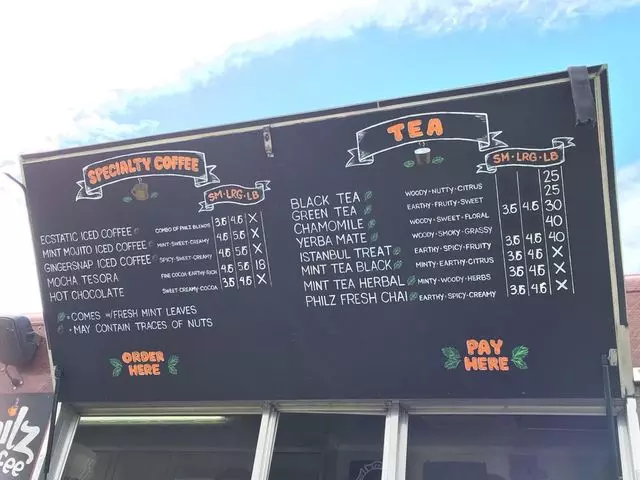 SPECIALTY COFFEE
SM·LRG·LB
ECSTATIC ICED COFFEE COMBO OF PHILZ BLENDS 3.5 4.5 X
MINT MOJITO ICED COFFEE MINT·SWEET·CREAMY 4.5 5.5 X
GINGERSNAP ICED COFFEE SPICY·SWEET·CREAMY 4.5 5.5 X
MOCHA TESORA FINE COCOA·EARTHY·RICH 4.5 5.5 18
HOT CHOCOLATE SWEET·CREAMY·COCOA 3.5 4.5 X
=COMES W/FRESH MINT LEAVES
=MAY CONTAIN TRACES OF NUTS
ORDER
HERE
TEA
SM·LRG·LB
BLACK TEA WOODY·NUTTY·CITRUS 25
GREEN TEA EARTHY·FRUITY·SWEET 25
CHAMOMILE WOODY·SWEET·FLORAL 3.5 4.5 30
YERBA MATE WOODY·SMOKY·GRASSY 40
ISTANBUL TREAT EARTHY·SPICY·FRUITY 3.5 4.5 40
MINT TEA BLACK MINTY·EARTHY·CITRUS 3.5 4.5 X
MINT TEA HERBAL MINTY·WOODY·HERBS 3.5 4.5 X
PHILZ FRESH CHAI EARTHY·SPICY·CREAMY 3.5 4.5 X
PAY
HERE